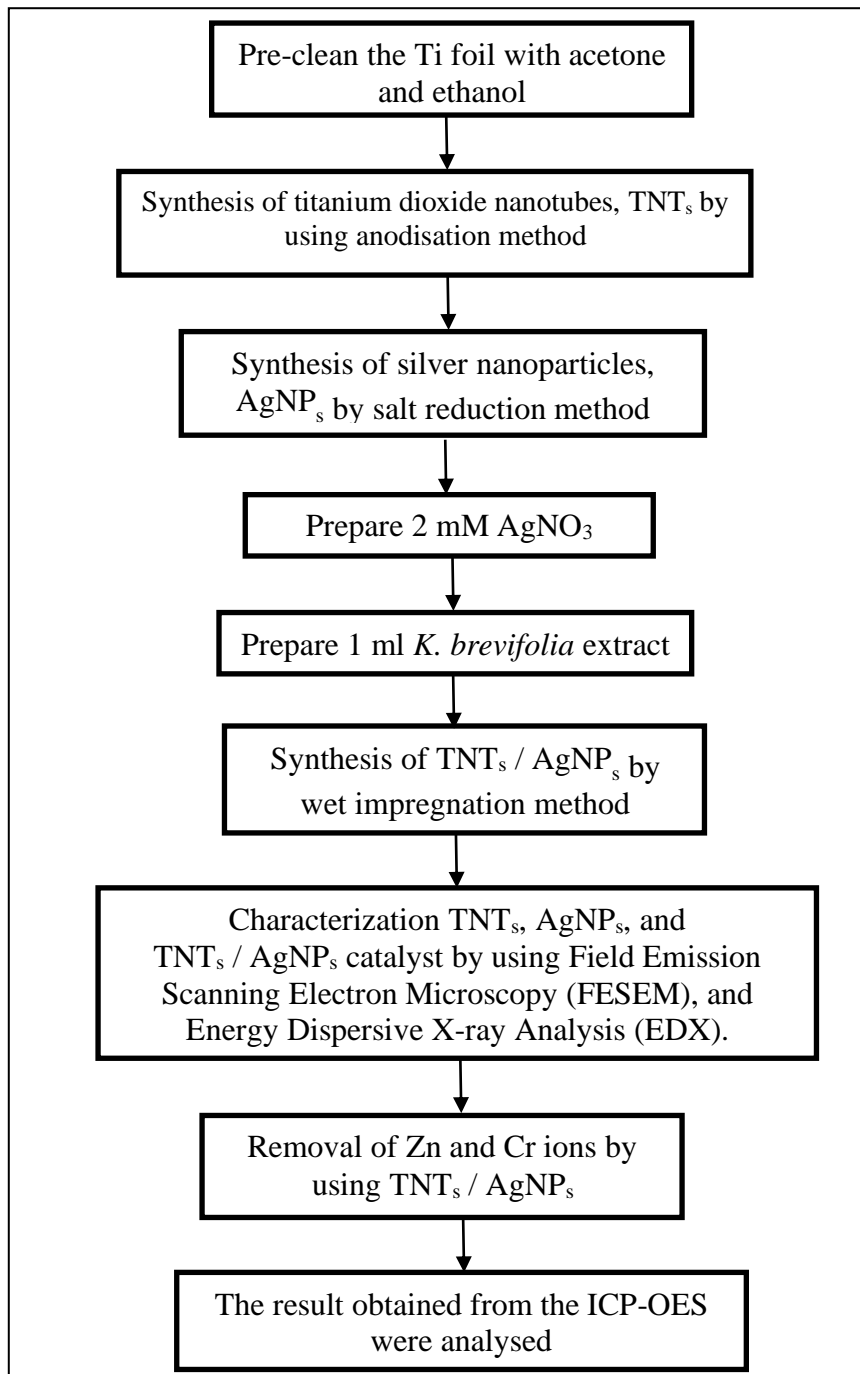 Pre-clean the Ti foil with acetone
and ethanol
Synthesis of titanium dioxide nanotubes, TNTₛ by
using anodisation method
Synthesis of silver nanoparticles,
AgNPₛ by salt reduction method
Prepare 2 mM AgNO₃
Prepare 1 ml K. brevifolia extract
Synthesis of TNTₛ / AgNPₛ by
wet impregnation method
Characterization TNTₛ, AgNPₛ, and
TNTₛ / AgNPₛ catalyst by using Field Emission
Scanning Electron Microscopy (FESEM), and
Energy Dispersive X-ray Analysis (EDX).
Removal of Zn and Cr ions by
using TNTₛ / AgNPₛ
The result obtained from the ICP-OES
were analysed